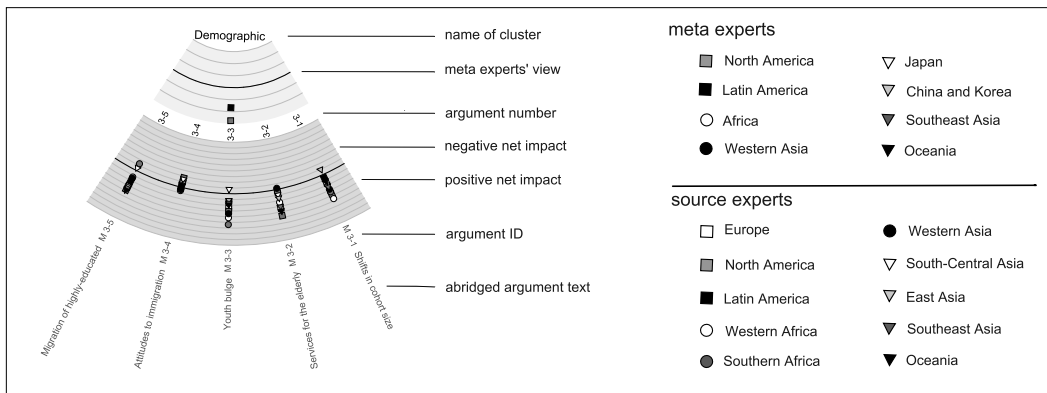 Demographic
name of cluster
meta experts' view
argument number
negative net impact
positive net impact
argument ID
abridged argument text
3-5
3-4
3-3
3-2
3-1
Migration of highly-educated M 3-5
Attitudes to immigration M 3-4
Youth bulge M 3-3
Services for the elderly M 3-2
M 3-1 Shifts in cohort size
meta experts
North America
Latin America
Africa
Western Asia
Japan
China and Korea
Southeast Asia
Oceania
source experts
Europe
North America
Latin America
Western Africa
Southern Africa
Western Asia
South-Central Asia
East Asia
Southeast Asia
Oceania